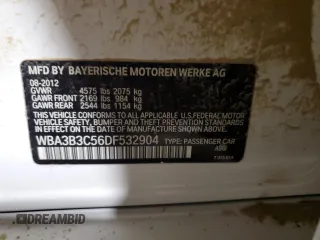 MFD BY BAYERISCHE MOTOREN WERKE AG
08-2012
GVWR 4575 lbs 2075 kg
GAWR FRONT 2169 lbs 984 kg
GAWR REAR 2544 lbs 1154 kg
THIS VEHICLE CONFORMS TO ALL APPLICABLE U.S. FEDERAL MOTOR
VEHICLE SAFETY, BUMPER AND THEFT PREVENTION STANDARDS
IN EFFECT ON THE DATE OF MANUFACTURE SHOWN ABOVE.
WBA3B3C56DF532904 TYPE: PASSENGER CAR
©DREAMBID
DREAMBID.COM